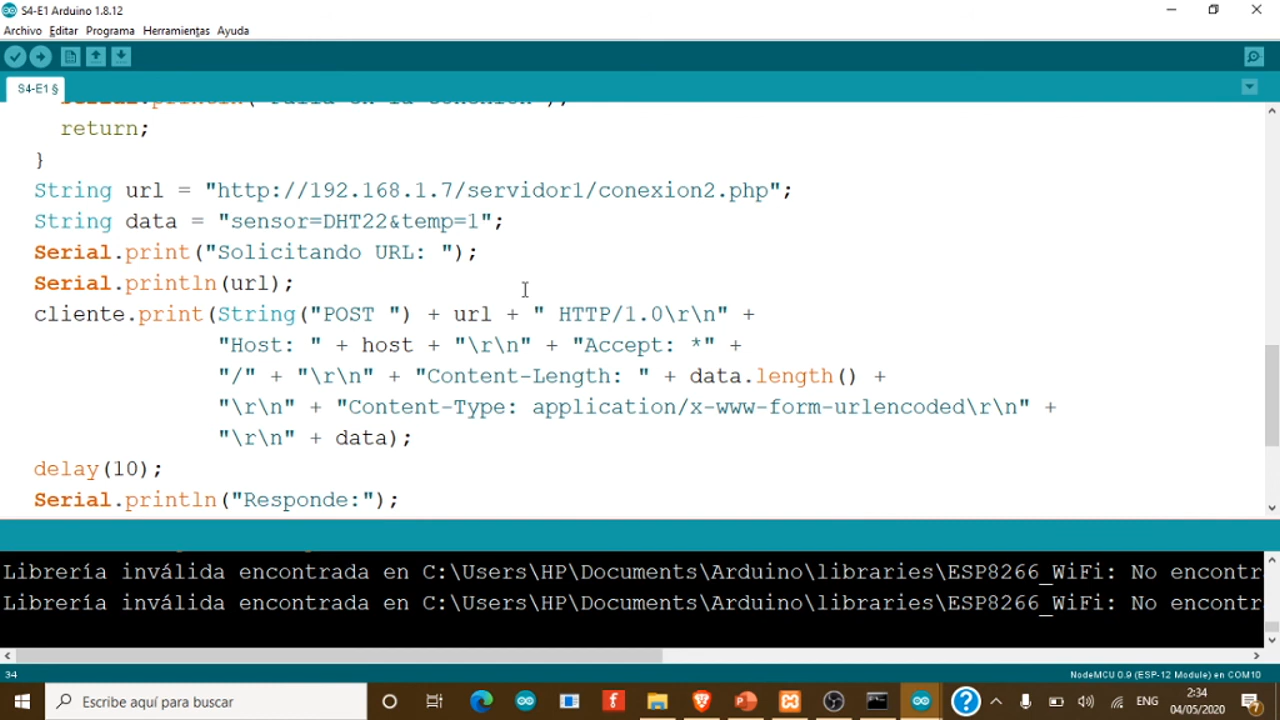 S4-E1 Arduino 1.8.12
Archivo Editar Programa Herramientas Ayuda
S4-E1 §
return;
}
String url = "http://192.168.1.7/servidor1/conexion2.php";
String data = "sensor=DHT22&temp=1";
Serial.print("Solicitando URL: ");
Serial.println(url);
cliente.print(String("POST ") + url + " HTTP/1.0\r\n" +
"Host: " + host + "\r\n" + "Accept: *" +
"/" + "\r\n" + "Content-Length: " + data.length() +
"\r\n" + "Content-Type: application/x-www-form-urlencoded\r\n" +
"\r\n" + data);
delay(10);
Serial.println("Responde:");
Librería inválida encontrada en C:\Users\HP\Documents\Arduino\libraries\ESP8266_WiFi: No encontr
Librería inválida encontrada en C:\Users\HP\Documents\Arduino\libraries\ESP8266_WiFi: No encontr
34
NodeMCU 0.9 (ESP-12 Module) en COM10
Escribe aquí para buscar
ENG
2:34
04/05/2020
7